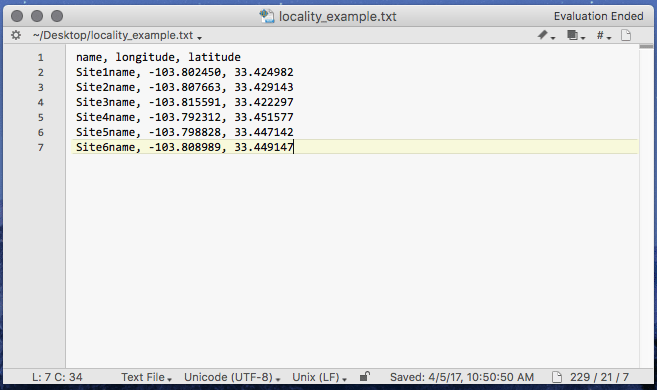 locality_example.txt
Evaluation Ended
~/Desktop/locality_example.txt
#
1 name, longitude, latitude
2 Site1name, -103.802450, 33.424982
3 Site2name, -103.807663, 33.429143
4 Site3name, -103.815591, 33.422297
5 Site4name, -103.792312, 33.451577
6 Site5name, -103.798828, 33.447142
7 Site6name, -103.808989, 33.449147
L: 7 C: 34 Text File Unicode (UTF-8) Unix (LF) Saved: 4/5/17, 10:50:50 AM 229 / 21 / 7